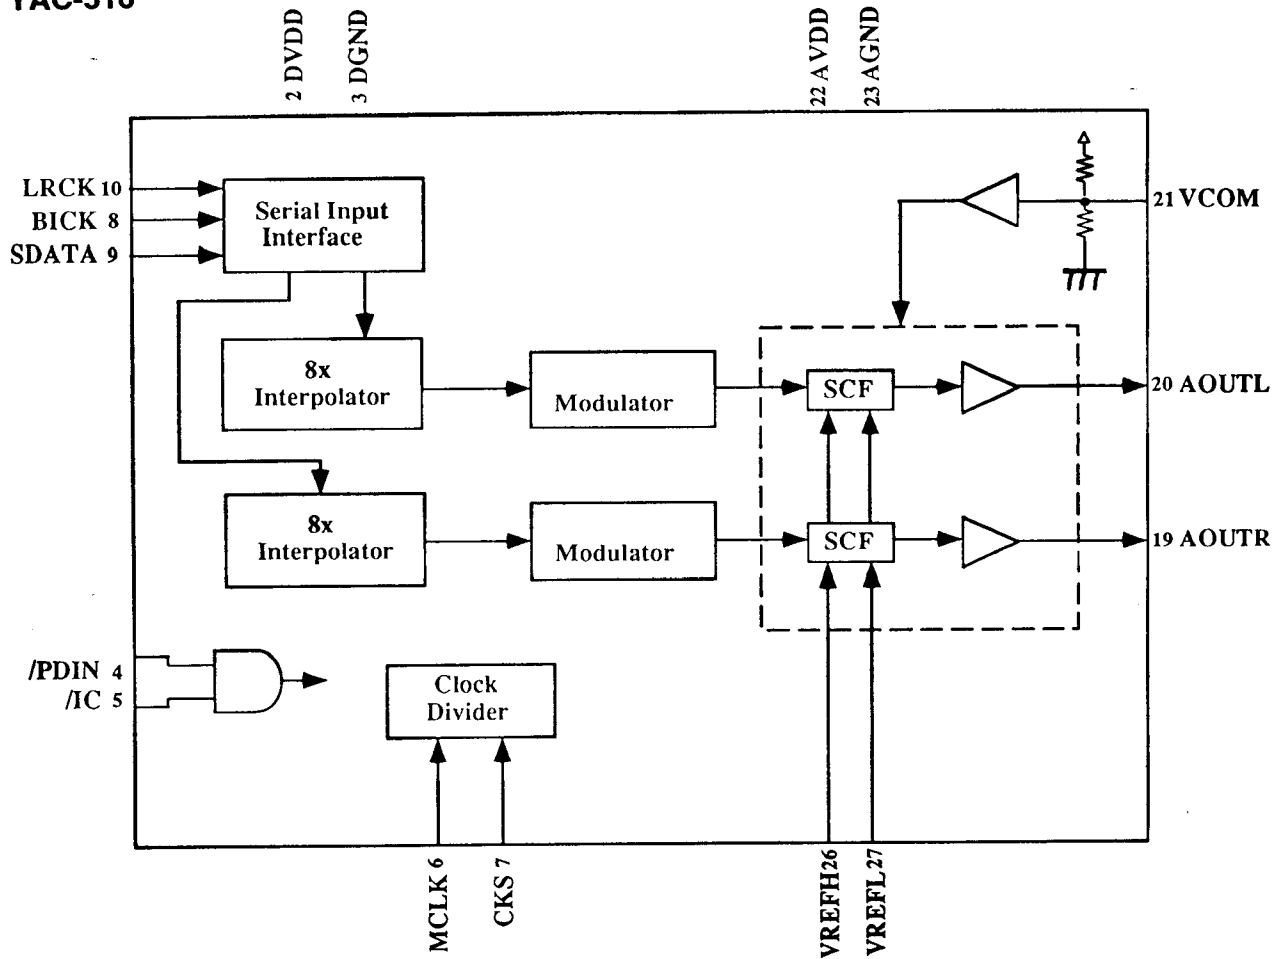 2 DVDD
3 DGND
22 AVDD
23 AGND
LRCK 10
BICK 8
SDATA 9
Serial Input
Interface
21 VCOM
8x
Interpolator
Modulator
SCF
20 AOUTL
8x
Interpolator
Modulator
SCF
19 AOUTR
/PDIN 4
/IC 5
Clock
Divider
MCLK 6
CKS 7
VREFH 26
VREFL 27